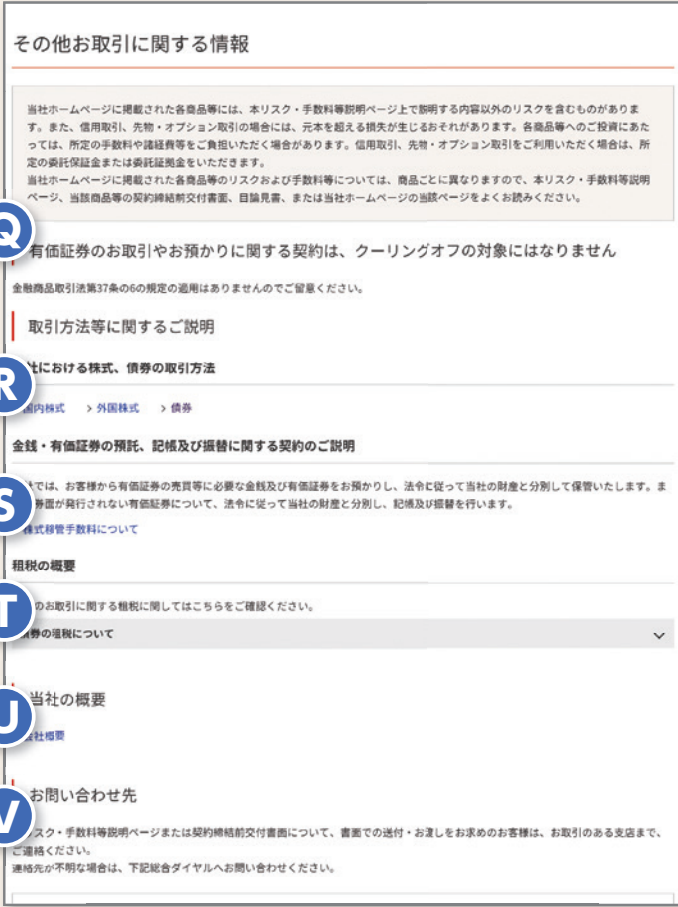 その他お取引に関する情報
当社ホームページに掲載された各商品等には、本リスク・手数料等説明ページ上で説明する内容以外のリスクを含むものがありま
す。また、信用取引、先物・オプション取引の場合には、元本を超える損失が生じるおそれがあります。各商品等へのご投資にあた
っては、所定の手数料や諸経費等をご負担いただく場合があります。信用取引、先物・オプション取引をご利用いただく場合は、所
定の委託保証金または委託証拠金をいただきます。
当社ホームページに掲載された各商品等のリスクおよび手数料等については、商品ごとに異なりますので、本リスク・手数料等説明
ページ、当該商品等の契約締結前交付書面、目論見書、または当社ホームページの当該ページをよくお読みください。
Q
有価証券のお取引やお預かりに関する契約は、クーリングオフの対象にはなりません
金融商品取引法第37条の6の規定の適用はありませんのでご留意ください。
取引方法等に関するご説明
社における株式、債券の取引方法
R
国内株式 > 外国株式 > 債券
金銭・有価証券の預託、記帳及び振替に関する契約のご説明
では、お客様から有価証券の売買等に必要な金銭及び有価証券をお預かりし、法令に従って当社の財産と分別して保管いたします。ま
S
券面が発行されない有価証券について、法令に従って当社の財産と分別し、記帳及び振替を行います。
株式移管手数料について
租税の概要
T
のお取引に関する租税に関してはこちらをご確認ください。
債券の租税について
当社の概要
U
会社概要
お問い合わせ先
V
スク・手数料等説明ページまたは契約締結前交付書面について、書面での送付・お渡しをお求めのお客様は、お取引のある支店まで、
ご連絡ください。
連絡先が不明な場合は、下記総合ダイヤルへお問い合わせください。